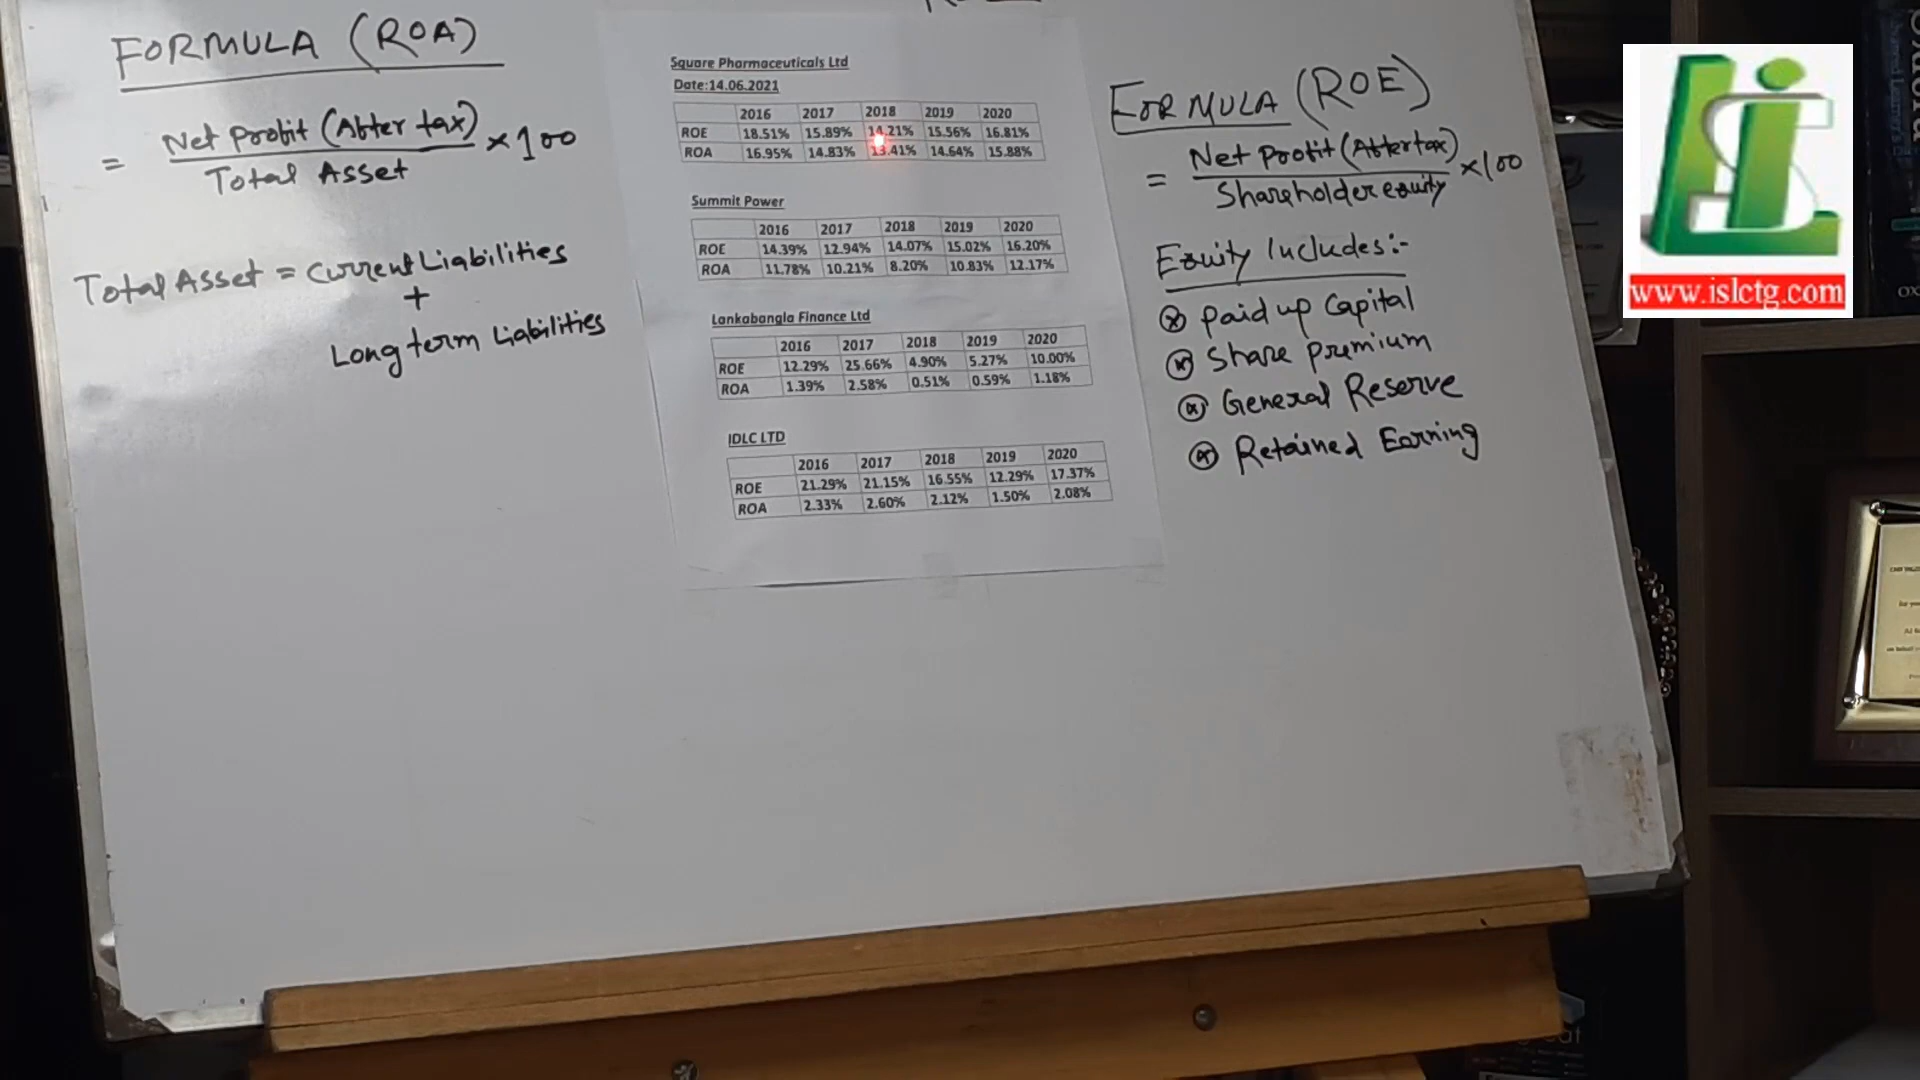 FORMULA (ROA)
= Net Profit (After tax) / Total Asset × 100
Total Asset = Current Liabilities
+
Long term Liabilities
Square Pharmaceuticals Ltd
Date:14.06.2021
2016 2017 2018 2019 2020
ROE 18.51% 15.89% 14.21% 15.56% 16.81%
ROA 16.95% 14.83% 13.41% 14.64% 15.88%
Summit Power
2016 2017 2018 2019 2020
ROE 14.39% 12.94% 14.07% 15.02% 16.20%
ROA 11.78% 10.21% 8.20% 10.83% 12.17%
Lankabangla Finance Ltd
2016 2017 2018 2019 2020
ROE 12.29% 25.66% 4.90% 5.27% 10.00%
ROA 1.39% 2.58% 0.51% 0.59% 1.18%
IDLC LTD
2016 2017 2018 2019 2020
ROE 21.29% 21.15% 16.55% 12.29% 17.37%
ROA 2.33% 2.60% 2.12% 1.50% 2.08%
FORMULA (ROE)
= Net Profit (After tax) / Shareholder equity × 100
Equity Includes:-
Paid up Capital
Share Premium
General Reserve
Retained Earning
www.islctg.com